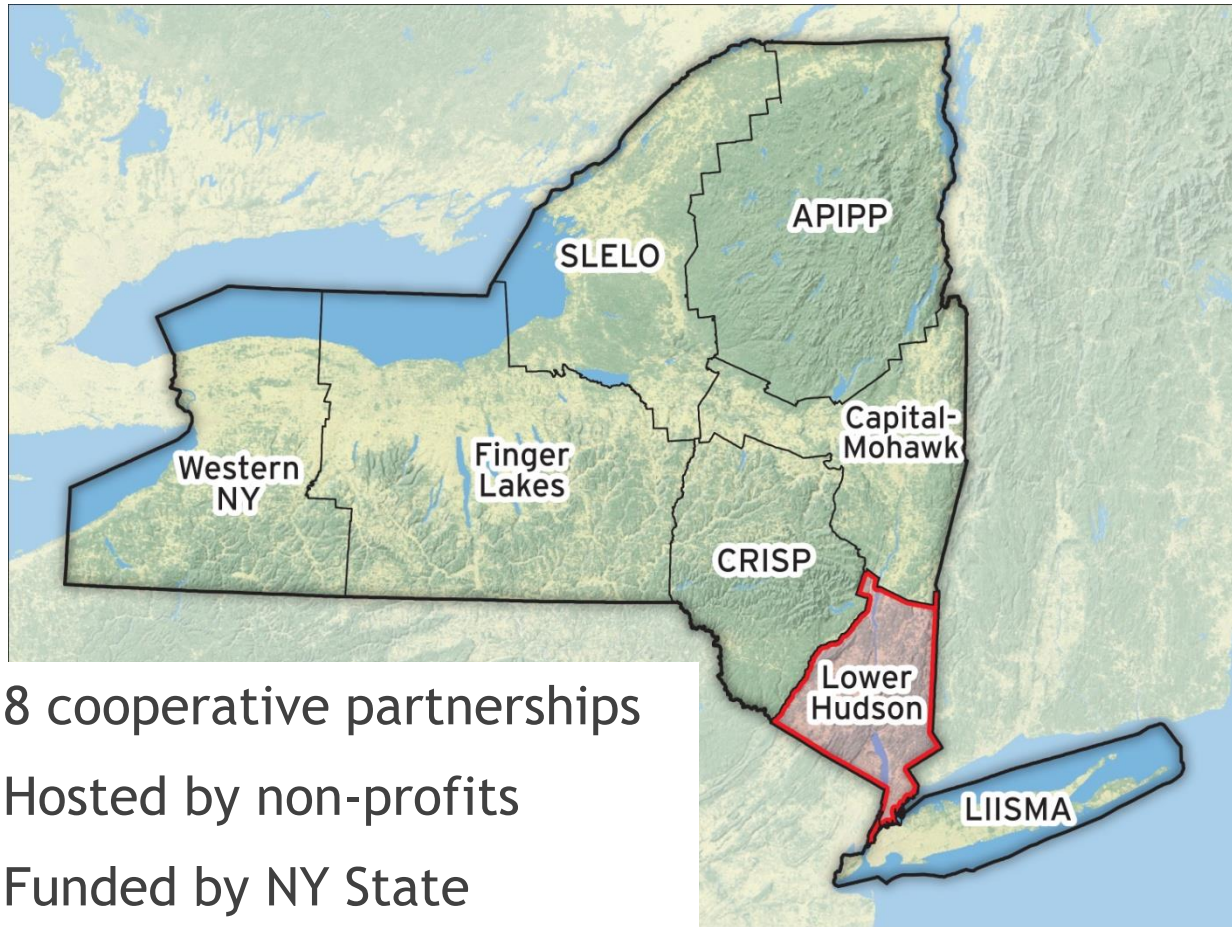 APIPP
SLELO
Capital-
Mohawk
Western
NY
Finger
Lakes
CRISP
Lower
Hudson
LIISMA
8 cooperative partnerships
Hosted by non-profits
Funded by NY State